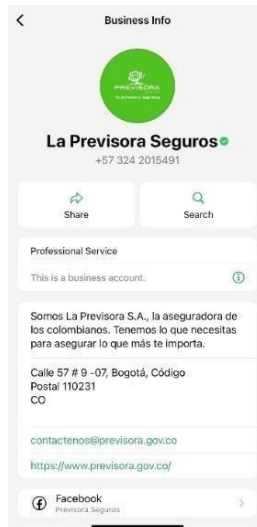 Business Info
PREVISORA
La Previsora Seguros
+57 324 2015491
Share
Search
Professional Service
This is a business account.
Somos La Previsora S.A., la aseguradora de
los colombianos. Tenemos lo que necesitas
para asegurar lo que más te importa.
Calle 57 # 9 -07, Bogotá, Código
Postal 110231
CO
contactenos@previsora.gov.co
https://www.previsora.gov.co/
Facebook
Previsora.Seguros